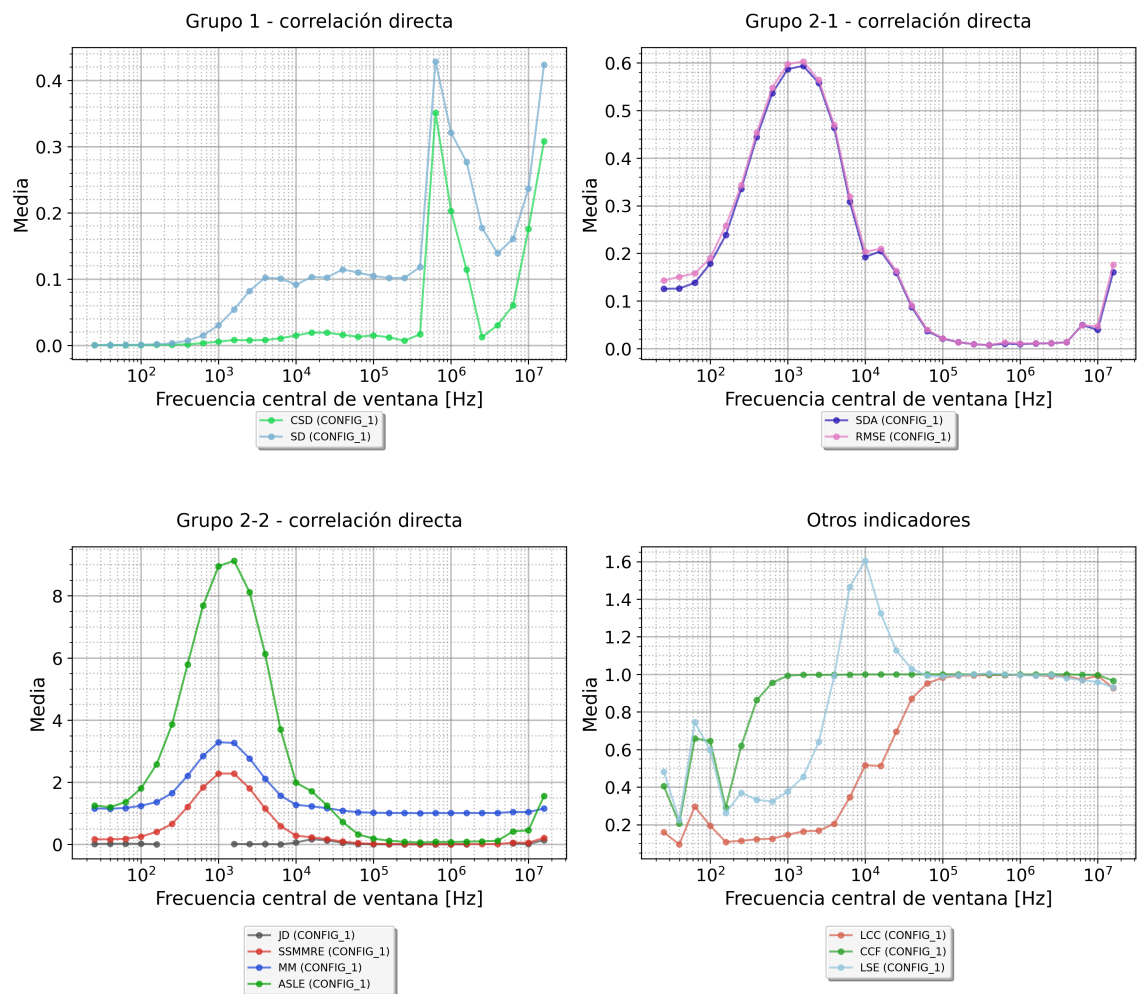 Grupo 1 - correlación directa
Media
0.4
0.3
0.2
0.1
0.0
10² 10³ 10⁴ 10⁵ 10⁶ 10⁷
Frecuencia central de ventana [Hz]
CSD (CONFIG_1)
SD (CONFIG_1)
Grupo 2-1 - correlación directa
Media
0.6
0.5
0.4
0.3
0.2
0.1
0.0
10² 10³ 10⁴ 10⁵ 10⁶ 10⁷
Frecuencia central de ventana [Hz]
SDA (CONFIG_1)
RMSE (CONFIG_1)
Grupo 2-2 - correlación directa
Media
8
6
4
2
0
10² 10³ 10⁴ 10⁵ 10⁶ 10⁷
Frecuencia central de ventana [Hz]
JD (CONFIG_1)
SSMMRE (CONFIG_1)
MM (CONFIG_1)
ASLE (CONFIG_1)
Otros indicadores
Media
1.6
1.4
1.2
1.0
0.8
0.6
0.4
0.2
10² 10³ 10⁴ 10⁵ 10⁶ 10⁷
Frecuencia central de ventana [Hz]
LCC (CONFIG_1)
CCF (CONFIG_1)
LSE (CONFIG_1)